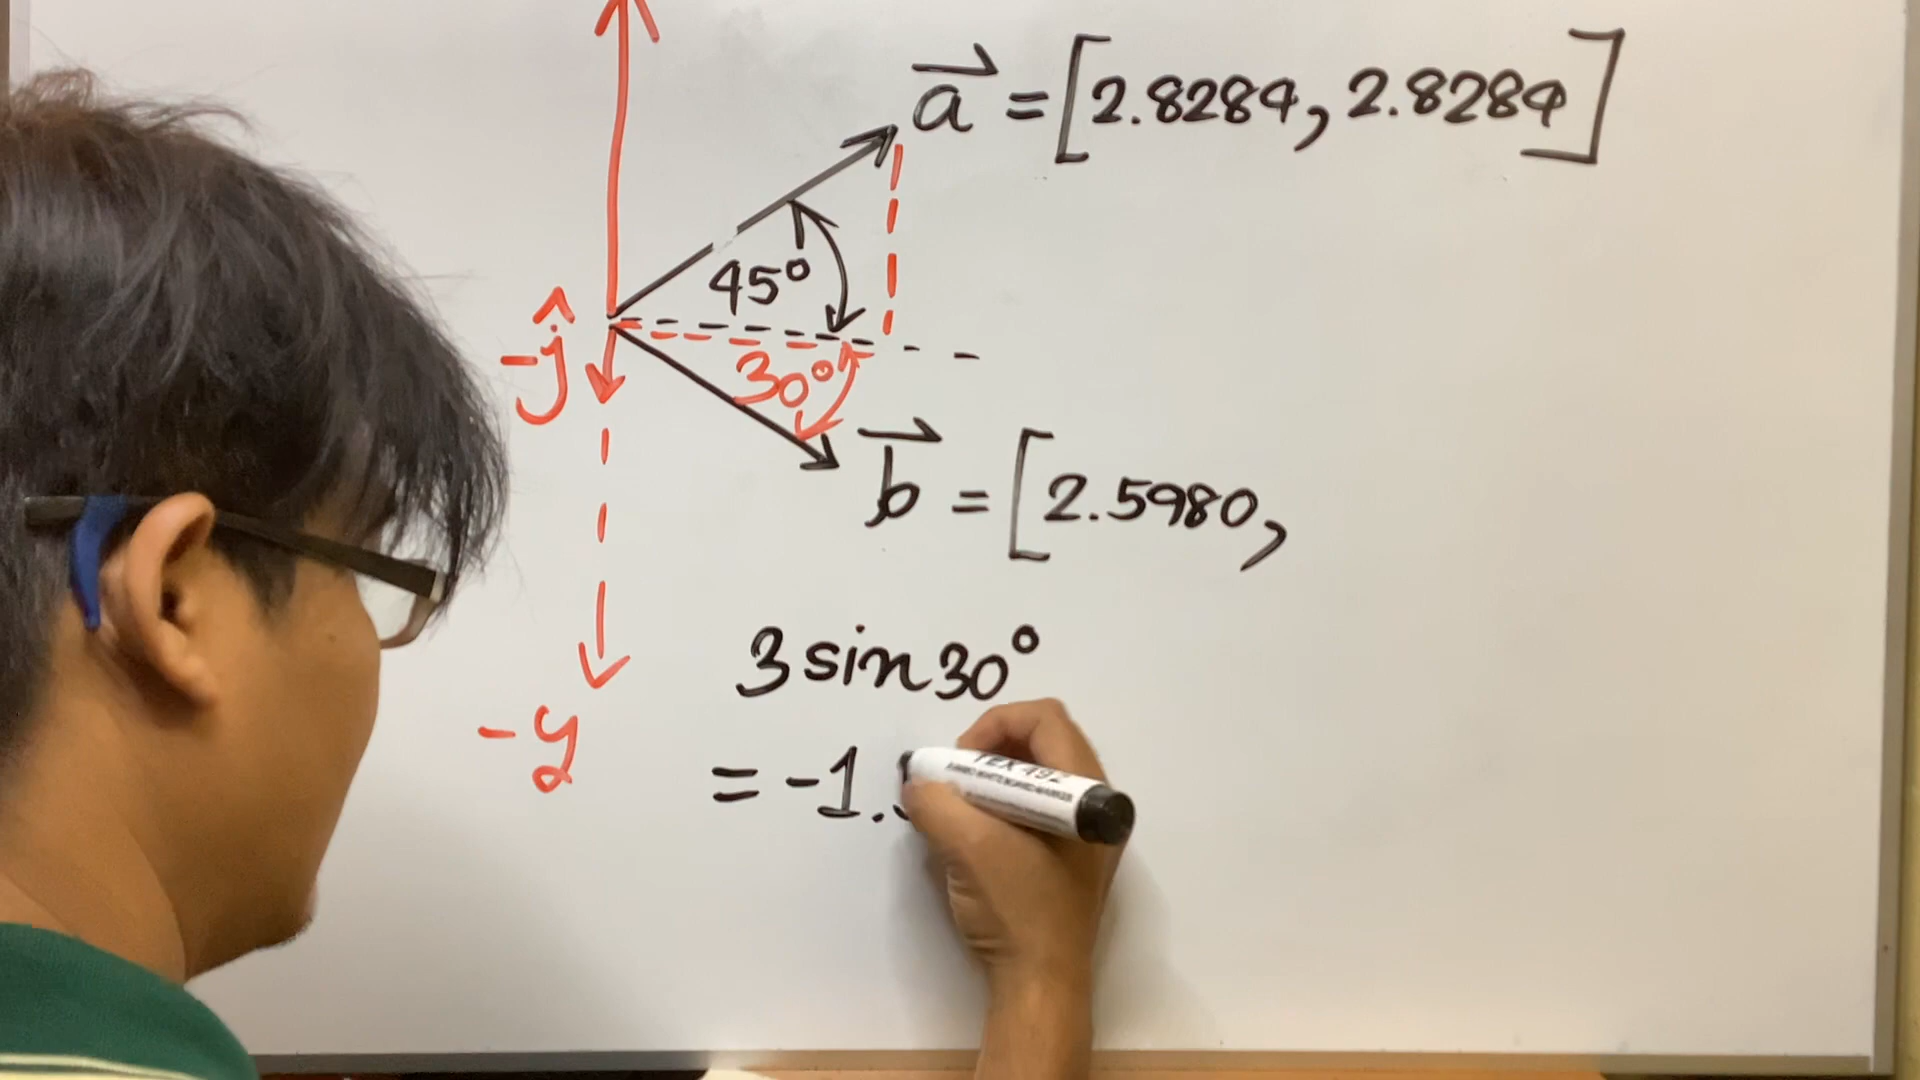 a = [2.8284, 2.8284]
45°
-ĵ
30°
b = [2.5980,
3 sin 30°
-y
= -1.